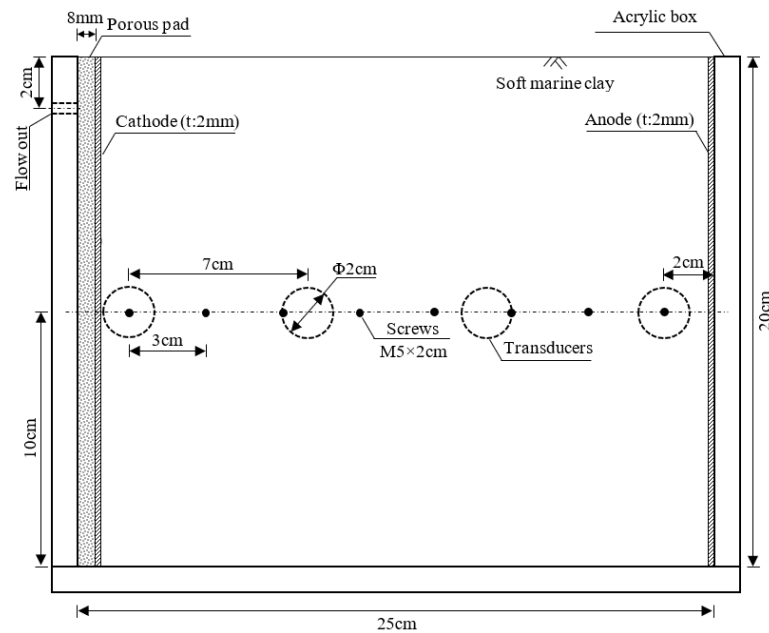 8mm
Porous pad
Acrylic box
2cm
Soft marine clay
Flow out
Cathode (t:2mm)
Anode (t:2mm)
7cm
Φ2cm
2cm
3cm
Screws
M5×2cm
Transducers
20cm
10cm
25cm